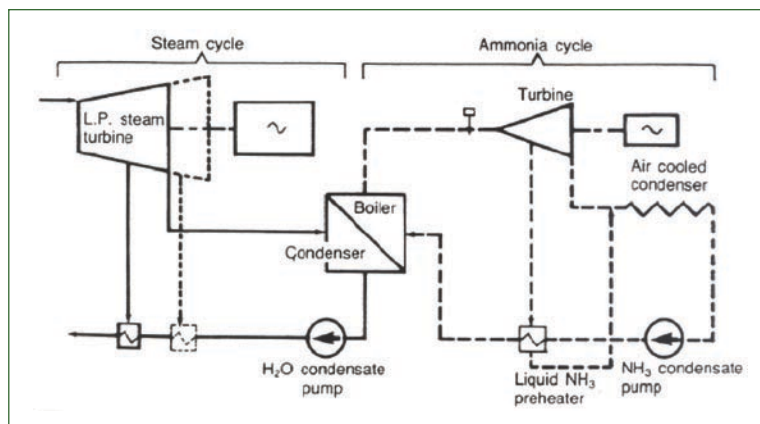 Steam cycle
Ammonia cycle
L.P. steam
turbine
Turbine
Air cooled
condenser
Boiler
Condenser
H₂O condensate
pump
Liquid NH₃
preheater
NH₃ condensate
pump